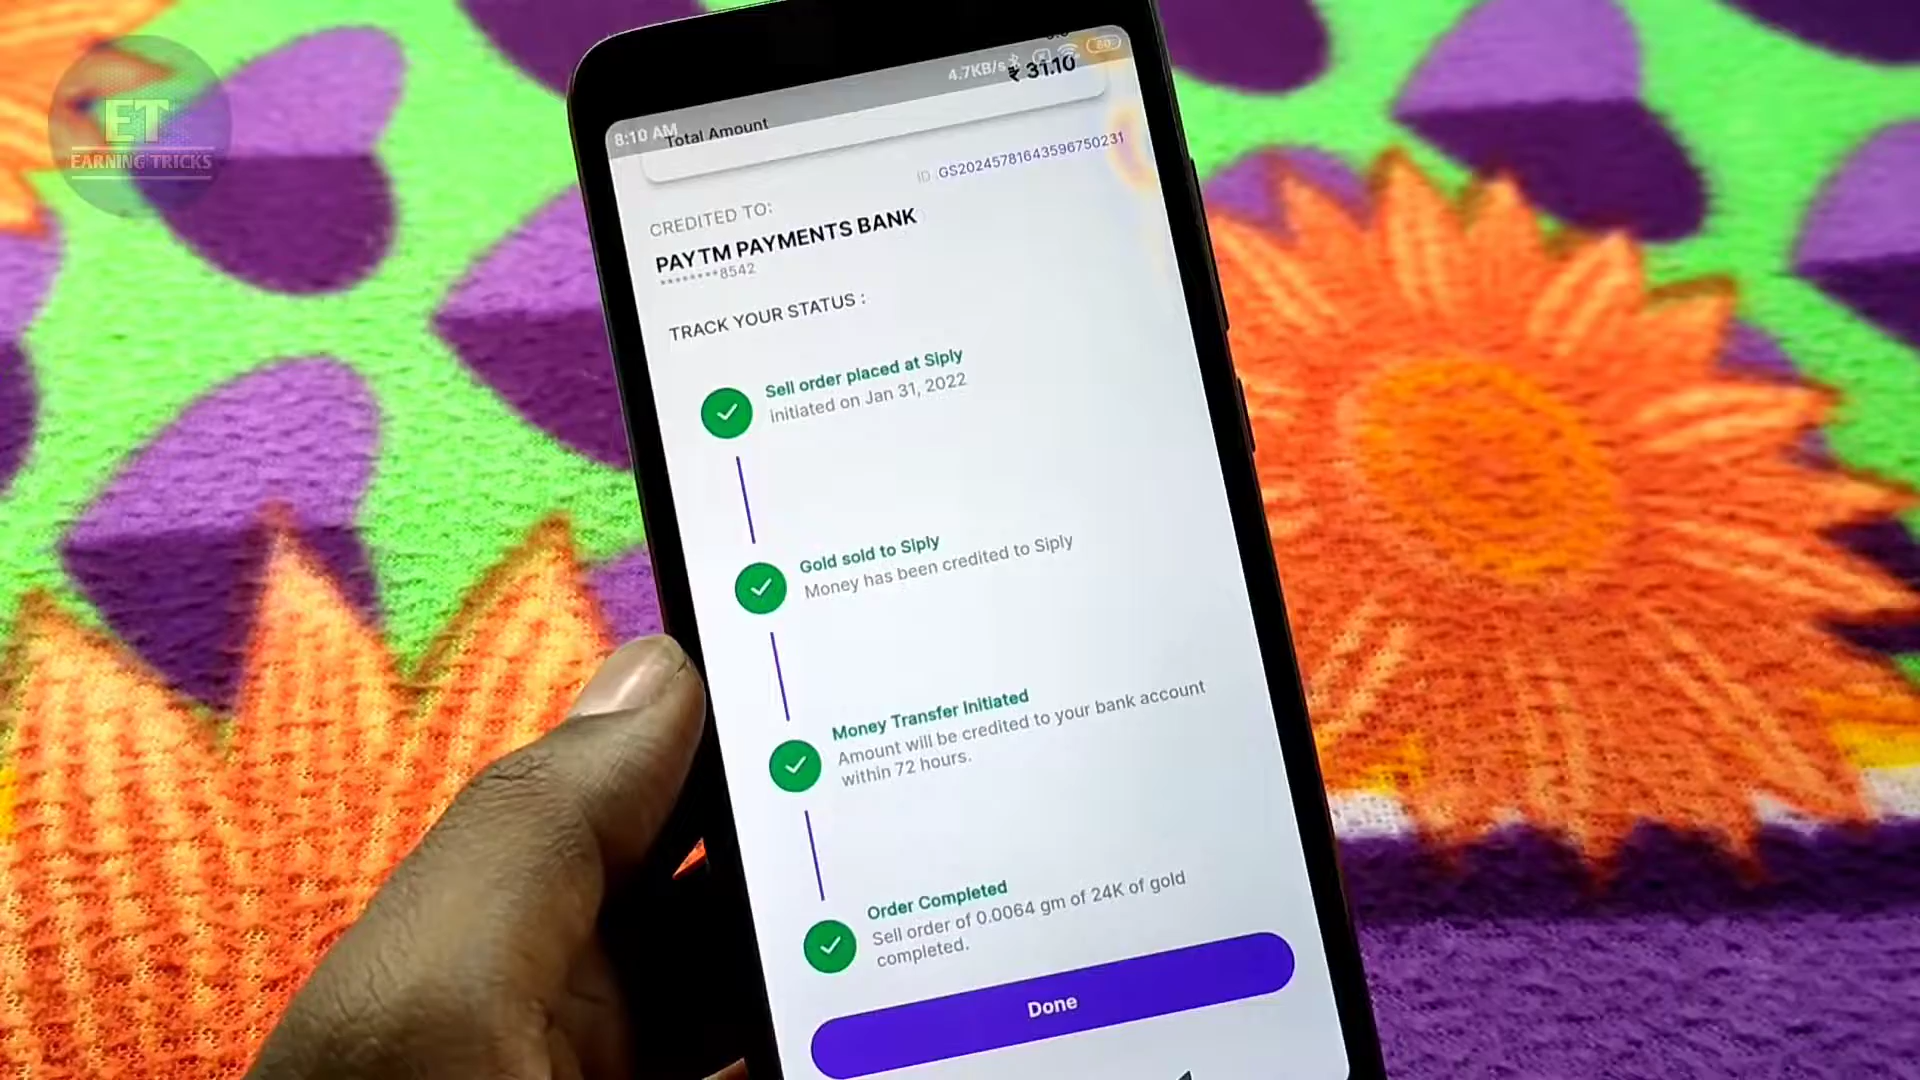 ET
EARNING TRICKS
8:10 AM
4.7KB/s
80
Total Amount
₹ 31.10
ID GS20245781643596750231
CREDITED TO:
PAYTM PAYMENTS BANK
********8542
TRACK YOUR STATUS :
Sell order placed at Siply
Initiated on Jan 31, 2022
Gold sold to Siply
Money has been credited to Siply
Money Transfer Initiated
Amount will be credited to your bank account
within 72 hours.
Order Completed
Sell order of 0.0064 gm of 24K of gold
completed.
Done